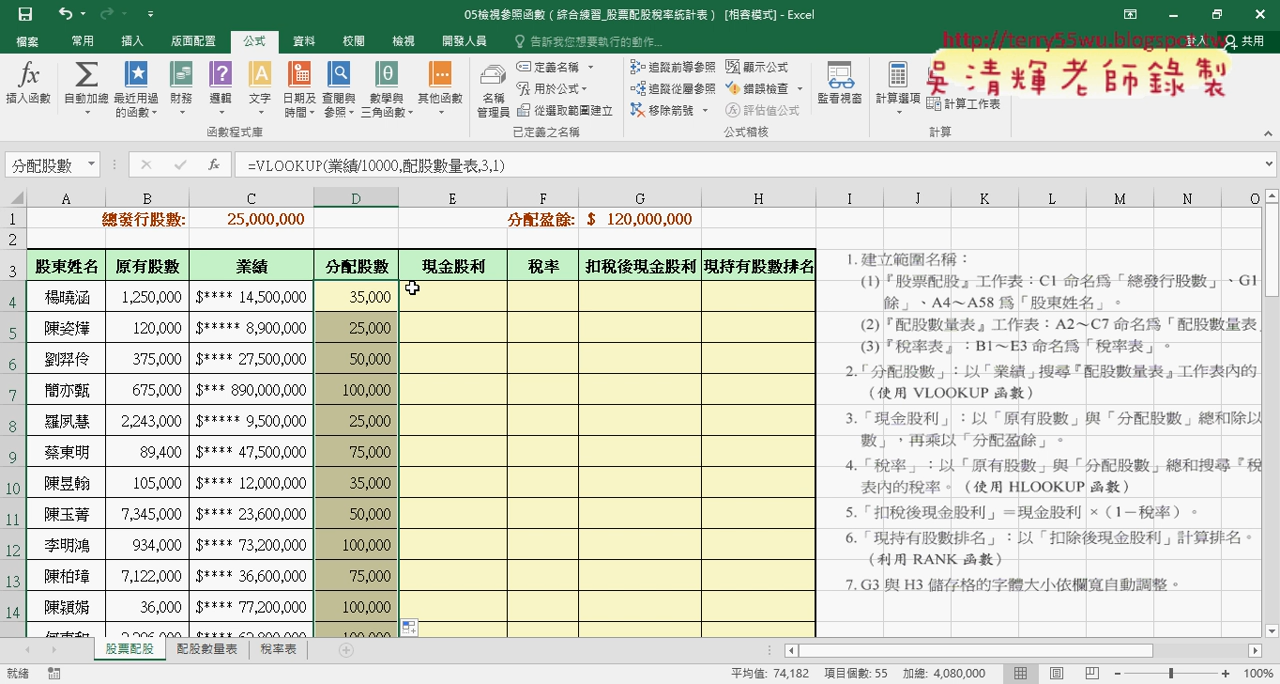 05檢視參照函數（綜合練習_股票配股稅率統計表） [相容模式] - Excel
檔案 常用 插入 版面配置 公式 資料 校閱 檢視 開發人員 告訴我您想要執行的動作... 登入 共用
http://terry55wu.blogspot.tw
吳清輝老師錄製
fx Σ ? A θ
插入函數 自動加總 最近用過的函數 財務 邏輯 文字 日期及時間 查閱與參照 數學與三角函數 其他函數
函數程式庫
名稱管理員 定義名稱 用於公式 從選取範圍建立
已定義之名稱
追蹤前導參照 追蹤從屬參照 移除箭號 顯示公式 錯誤檢查 評估值公式 監看視窗
公式稽核
計算選項 計算工作表
計算
分配股數 fx =VLOOKUP(業績/10000,配股數量表,3,1)
A B C D E F G H I J K L M N O
1 總發行股數: 25,000,000 分配盈餘: $ 120,000,000
2
3 股東姓名 原有股數 業績 分配股數 現金股利 稅率 扣稅後現金股利 現持有股數排名
4 楊曉涵 1,250,000 $**** 14,500,000 35,000
5 陳姿燁 120,000 $***** 8,900,000 25,000
6 劉羿伶 375,000 $**** 27,500,000 50,000
7 簡亦甄 675,000 $*** 890,000,000 100,000
8 羅夙慧 2,243,000 $***** 9,500,000 25,000
9 蔡東明 89,400 $**** 47,500,000 75,000
10 陳昱翰 105,000 $**** 12,000,000 35,000
11 陳玉菁 7,345,000 $**** 23,600,000 50,000
12 李明鴻 934,000 $**** 73,200,000 100,000
13 陳柏瑋 7,122,000 $**** 36,600,000 75,000
14 陳潁娟 36,000 $**** 77,200,000 100,000
1. 建立範圍名稱：
(1)『股票配股』工作表：C1 命名為「總發行股數」、G1
餘」、A4～A58 為「股東姓名」。
(2)『配股數量表』工作表：A2～C7 命名為「配股數量表
(3)『稅率表』：B1～E3 命名為「稅率表」。
2.「分配股數」：以「業績」搜尋『配股數量表』工作表內的
（使用 VLOOKUP 函數）
3.「現金股利」：以「原有股數」與「分配股數」總和除以
數」，再乘以「分配盈餘」。
4.「稅率」：以「原有股數」與「分配股數」總和搜尋『稅
表內的稅率。（使用 HLOOKUP 函數）
5.「扣稅後現金股利」＝現金股利 ×（1－稅率）。
6.「現持有股數排名」：以「扣除後現金股利」計算排名。
（利用 RANK 函數）
7. G3 與 H3 儲存格的字體大小依欄寬自動調整。
股票配股 配股數量表 稅率表
就緒 平均值: 74,182 項目個數: 55 加總: 4,080,000 100%